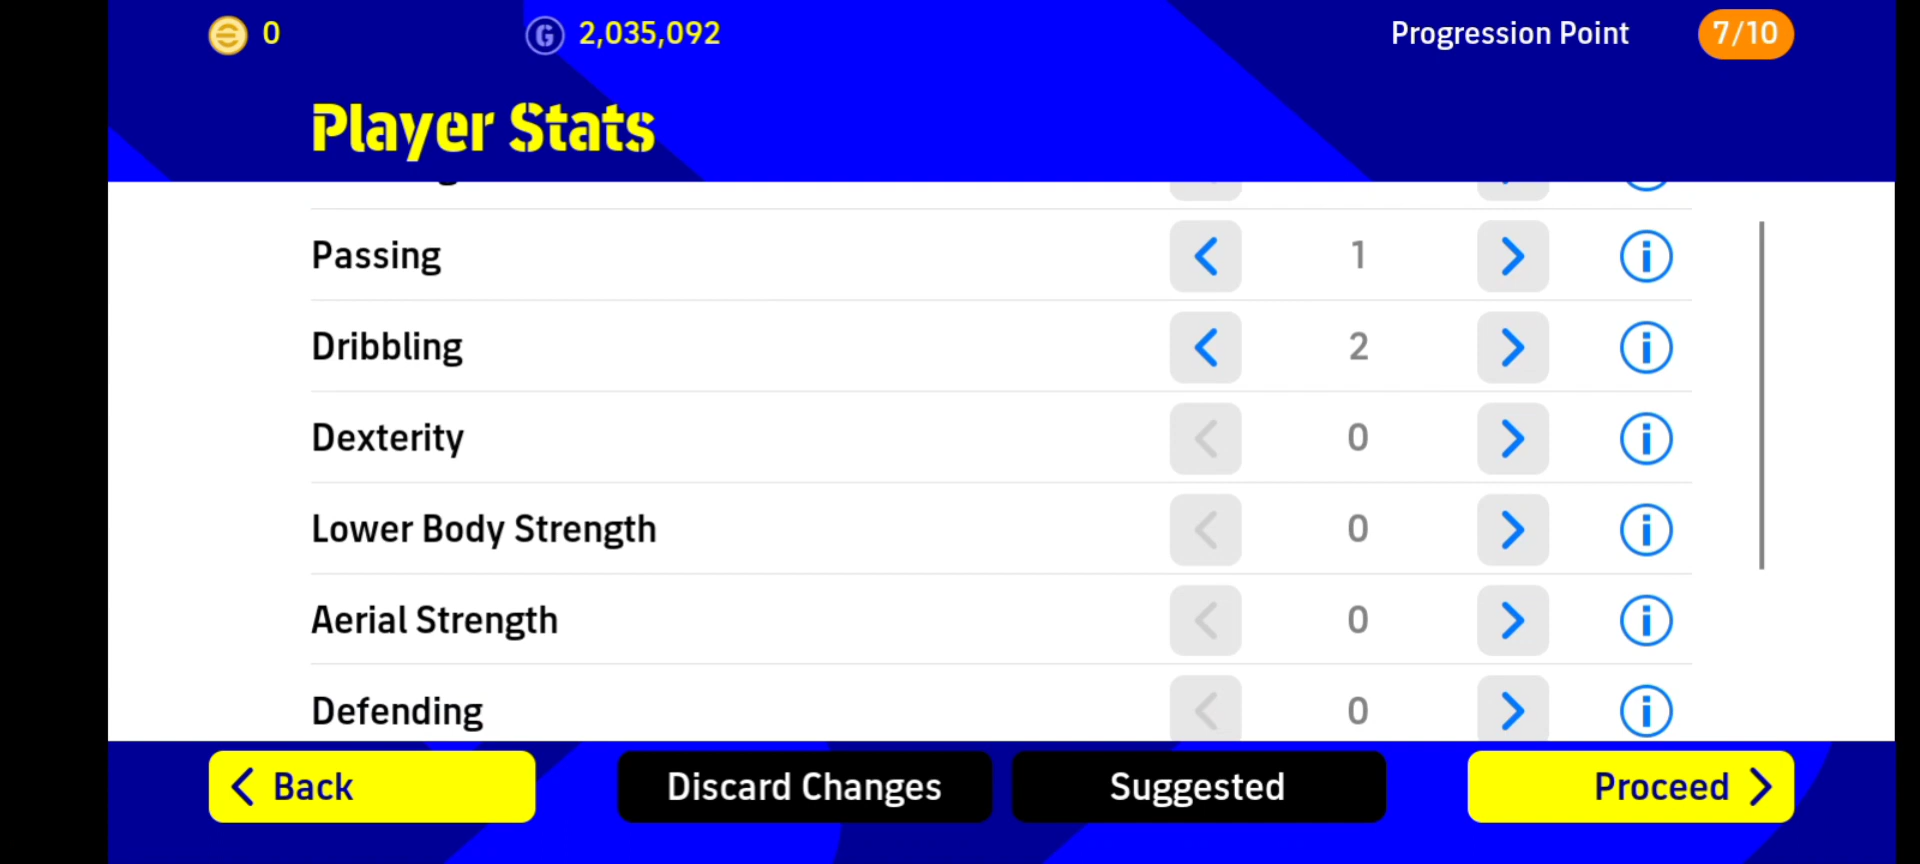 0
2,035,092
Progression Point
7/10
Player Stats
Passing 1
Dribbling 2
Dexterity 0
Lower Body Strength 0
Aerial Strength 0
Defending 0
Back
Discard Changes
Suggested
Proceed